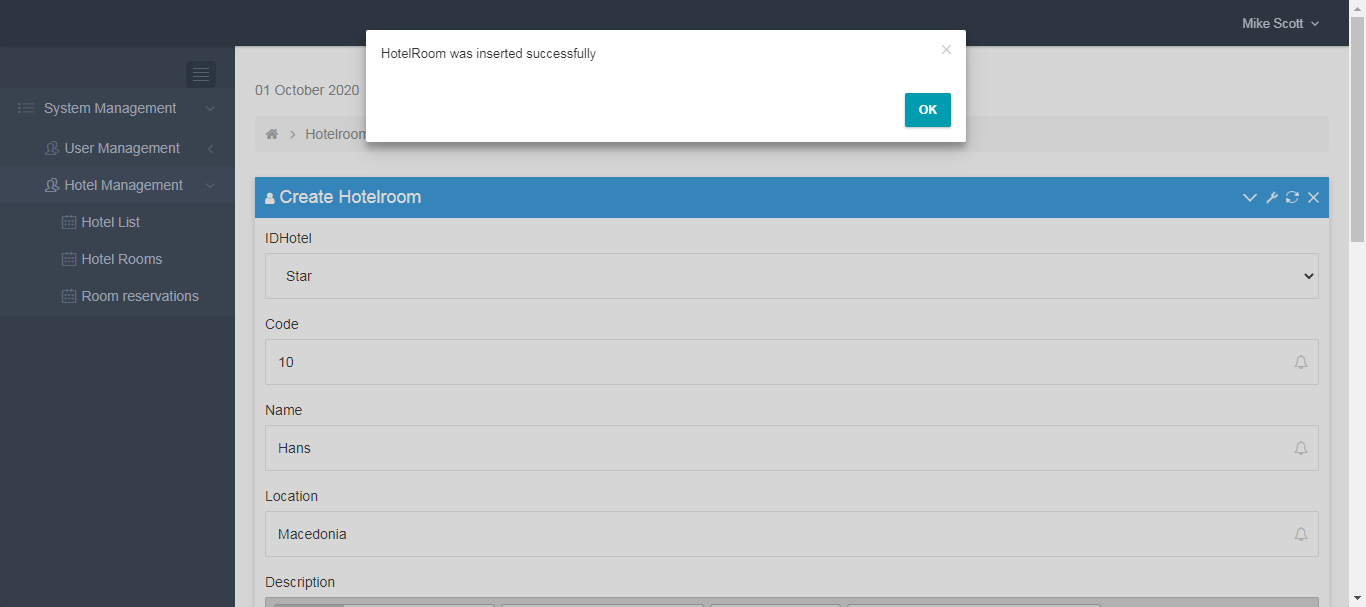 Mike Scott
HotelRoom was inserted successfully
OK
System Management
User Management
Hotel Management
Hotel List
Hotel Rooms
Room reservations
01 October 2020
Hotelroom
Create Hotelroom
IDHotel
Star
Code
10
Name
Hans
Location
Macedonia
Description